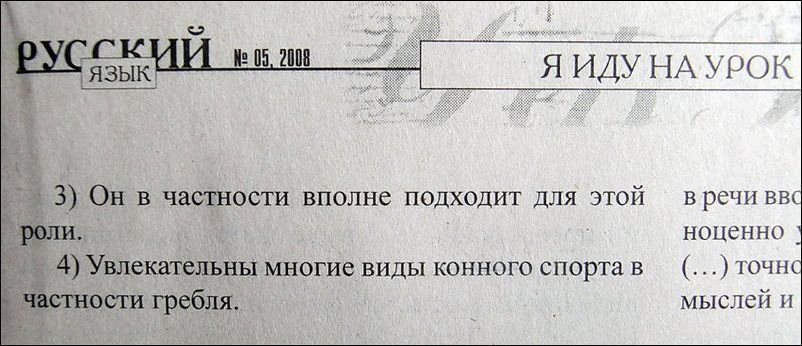 РУССКИЙ
ЯЗЫК
№ 05, 2008
Я ИДУ НА УРОК
3) Он в частности вполне подходит для этой
роли.
4) Увлекательны многие виды конного спорта в
частности гребля.
в речи
ноценно
(…) точно
мыслей и